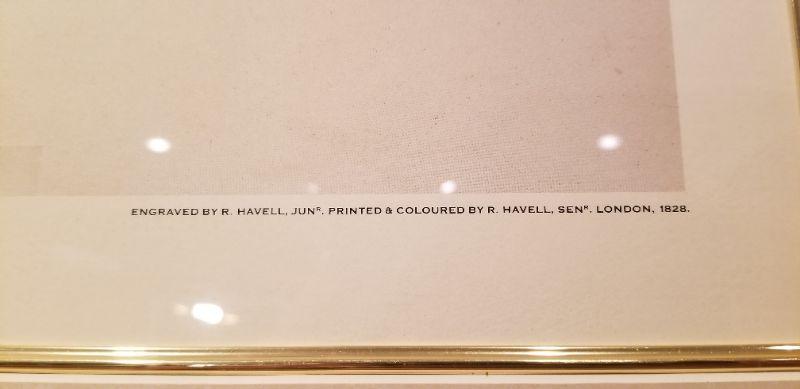 ENGRAVED BY R. HAVELL, JUNᴿ. PRINTED & COLOURED BY R. HAVELL, SENᴿ. LONDON, 1828.